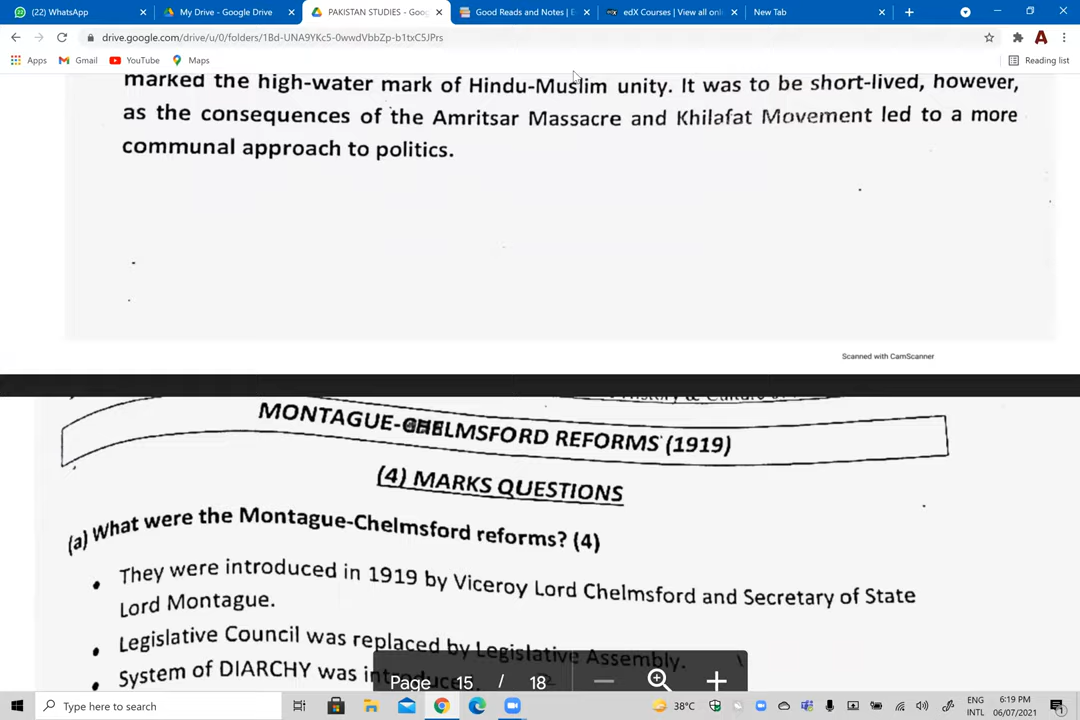 (22) WhatsApp
My Drive - Google Drive
PAKISTAN STUDIES - Goo
Good Reads and Notes | E
edX Courses | View all onl
New Tab
drive.google.com/drive/u/0/folders/1Bd-UNA9YKc5-0wwdVbbZp-b1txC5JPrs
Apps
Gmail
YouTube
Maps
Reading list
marked the high-water mark of Hindu-Muslim unity. It was to be short-lived, however,
as the consequences of the Amritsar Massacre and Khilafat Movement led to a more
communal approach to politics.
Scanned with CamScanner
MONTAGUE-CHELMSFORD REFORMS (1919)
(4) MARKS QUESTIONS
(a) What were the Montague-Chelmsford reforms? (4)
• They were introduced in 1919 by Viceroy Lord Chelmsford and Secretary of State
Lord Montague.
• Legislative Council was replaced by Legislative Assembly.
• System of DIARCHY was introduced.
Page 15 / 18
Type here to search
38°C
ENG
INTL
6:19 PM
06/07/2021